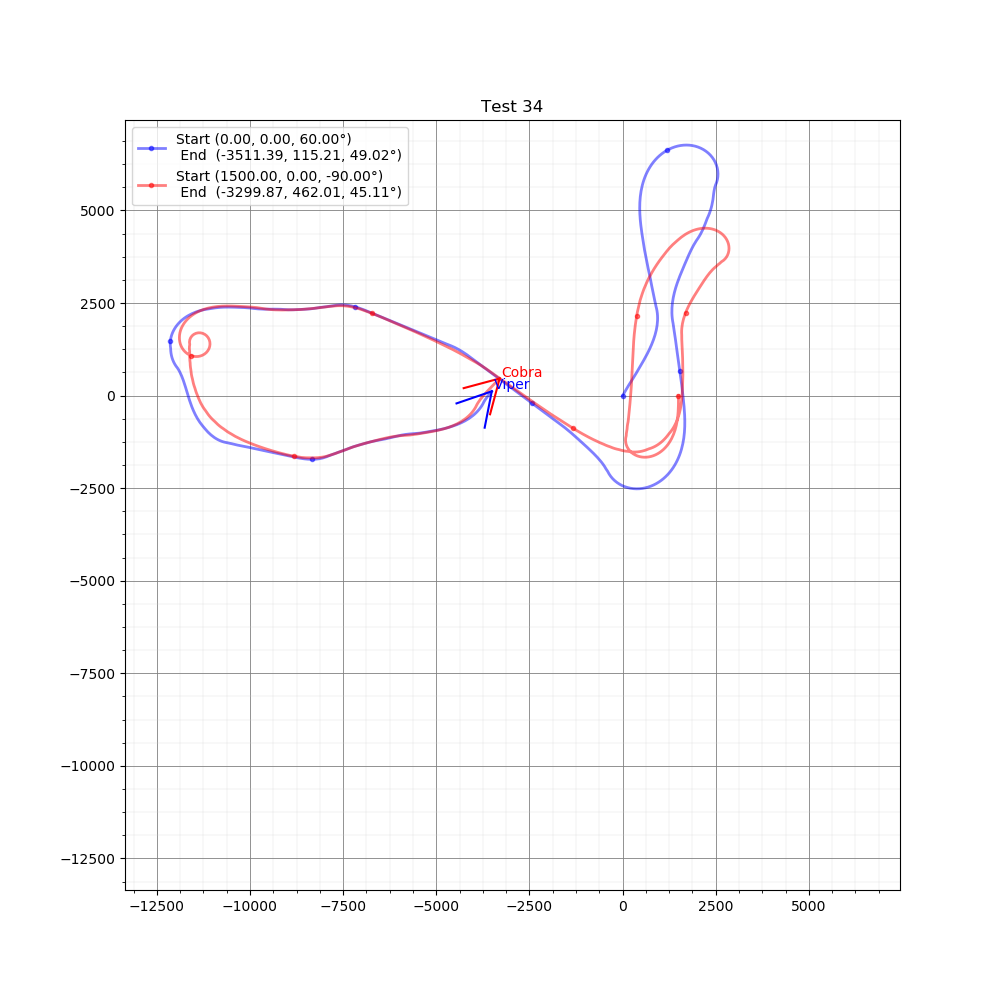 Test 34
Start (0.00, 0.00, 60.00°)
End  (-3511.39, 115.21, 49.02°)
Start (1500.00, 0.00, -90.00°)
End  (-3299.87, 462.01, 45.11°)
5000
2500
Cobra
Viper
0
−2500
−5000
−7500
−10000
−12500
−12500 −10000 −7500 −5000 −2500 0 2500 5000